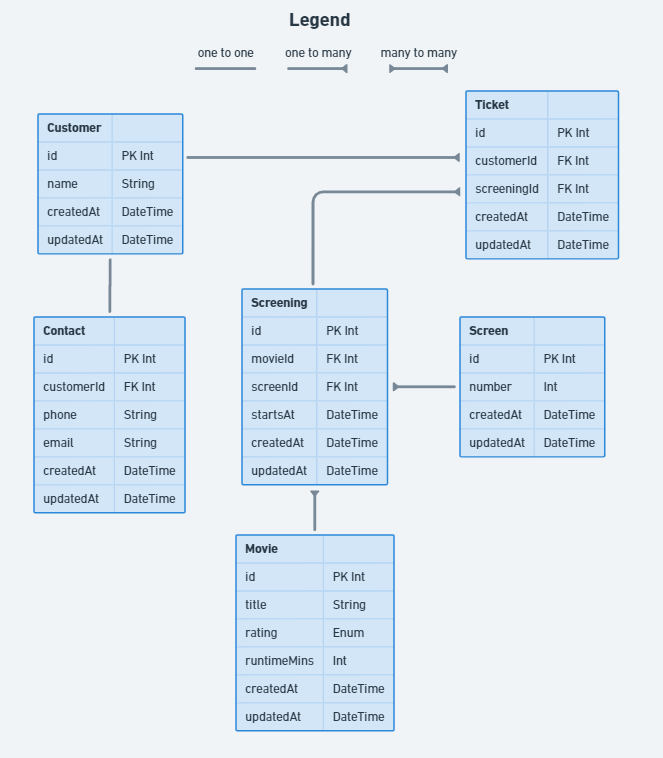 Legend
one to one one to many many to many
Customer
id PK Int
name String
createdAt DateTime
updatedAt DateTime
Ticket
id PK Int
customerId FK Int
screeningId FK Int
createdAt DateTime
updatedAt DateTime
Contact
id PK Int
customerId FK Int
phone String
email String
createdAt DateTime
updatedAt DateTime
Screening
id PK Int
movieId FK Int
screenId FK Int
startsAt DateTime
createdAt DateTime
updatedAt DateTime
Screen
id PK Int
number Int
createdAt DateTime
updatedAt DateTime
Movie
id PK Int
title String
rating Enum
runtimeMins Int
createdAt DateTime
updatedAt DateTime